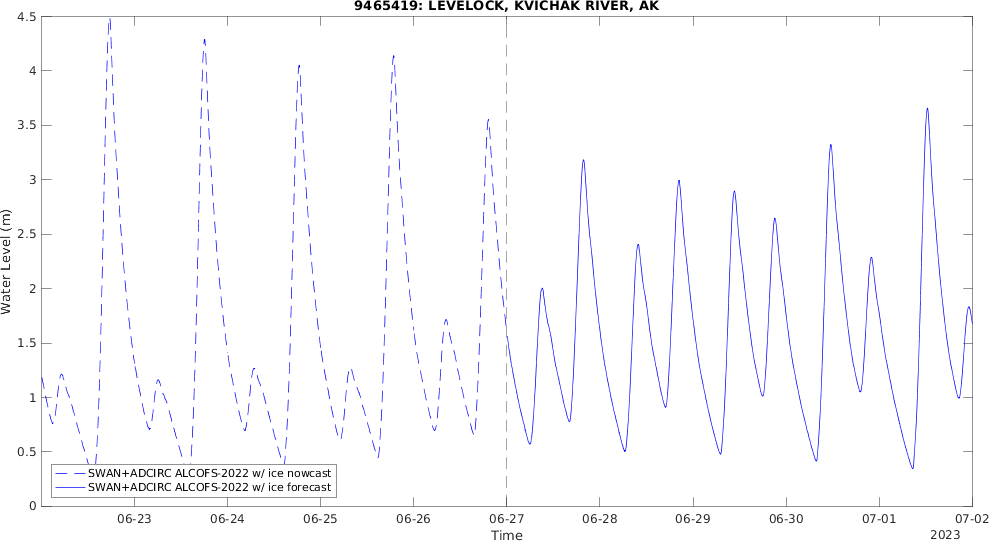 9465419: LEVELOCK, KVICHAK RIVER, AK
4.5
4
3.5
3
2.5
2
1.5
1
0.5
0
Water Level (m)
SWAN+ADCIRC ALCOFS-2022 w/ ice nowcast
SWAN+ADCIRC ALCOFS-2022 w/ ice forecast
06-23 06-24 06-25 06-26 06-27 06-28 06-29 06-30 07-01 07-02
Time
2023